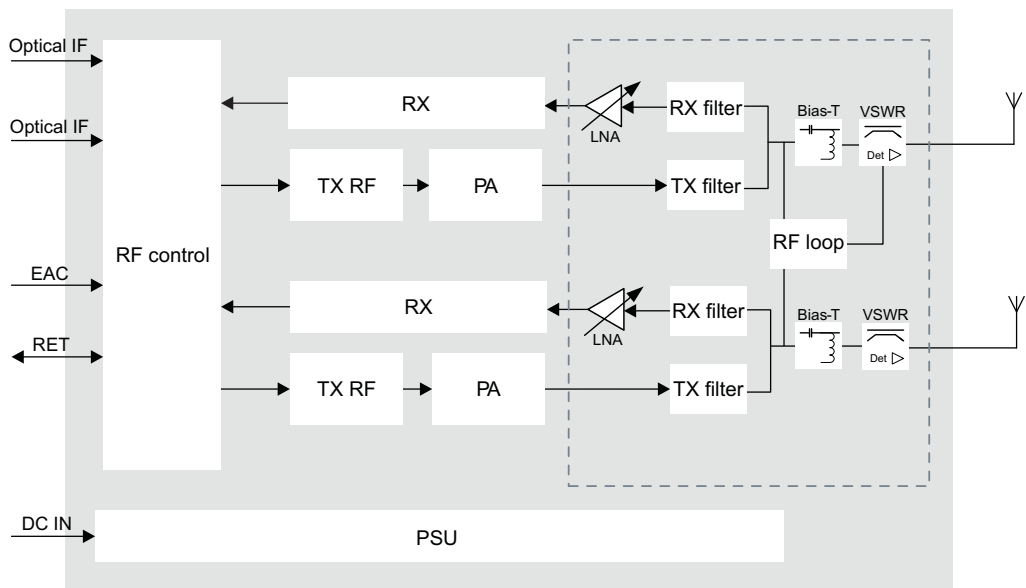 Optical IF
Optical IF
EAC
RET
DC IN
RF control
RX
TX RF
PA
LNA
RX filter
TX filter
Bias-T
VSWR
Det
RF loop
RX
TX RF
PA
LNA
RX filter
TX filter
Bias-T
VSWR
Det
PSU